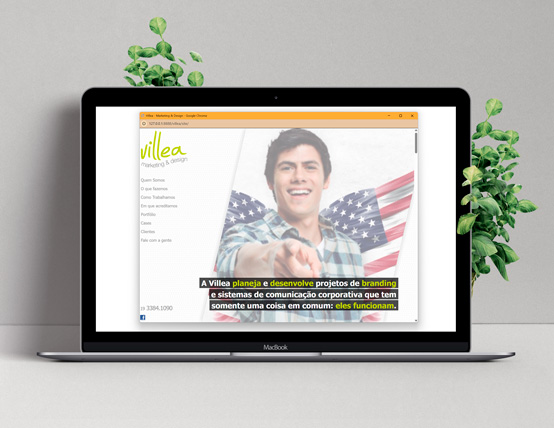 Villea - Marketing & Design - Google Chrome
villea
marketing & design
Quem Somos
O que fazemos
Como Trabalhamos
Em que acreditamos
Portfólio
Cases
Clientes
Fale com a gente
A Villea planeja e desenvolve projetos de branding
e sistemas de comunicação corporativa que tem
somente uma coisa em comum: eles funcionam.
3384.1090
MacBook